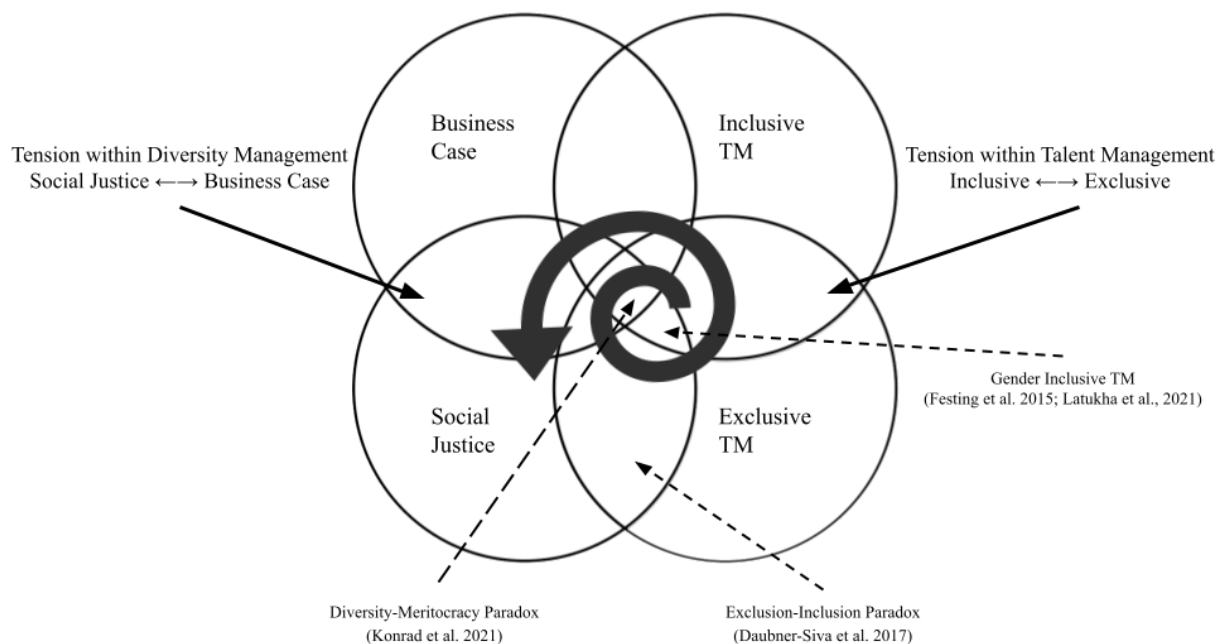 Business
Case
Inclusive
TM
Tension within Diversity Management
Social Justice ←→ Business Case
Tension within Talent Management
Inclusive ←→ Exclusive
Social
Justice
Exclusive
TM
Gender Inclusive TM
(Festing et al. 2015; Latukha et al., 2021)
Diversity-Meritocracy Paradox
(Konrad et al. 2021)
Exclusion-Inclusion Paradox
(Daubner-Siva et al. 2017)